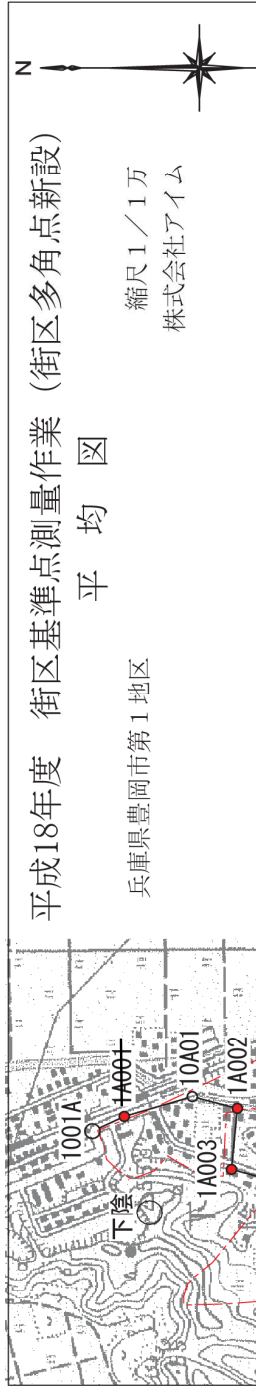 平成18年度 街区基準点測量作業（街区多角点新設）
平均図
兵庫県豊岡市第1地区
縮尺1／1万
株式会社アイム
N
1001A
1A001
下陰
10A01
1A002
1A003